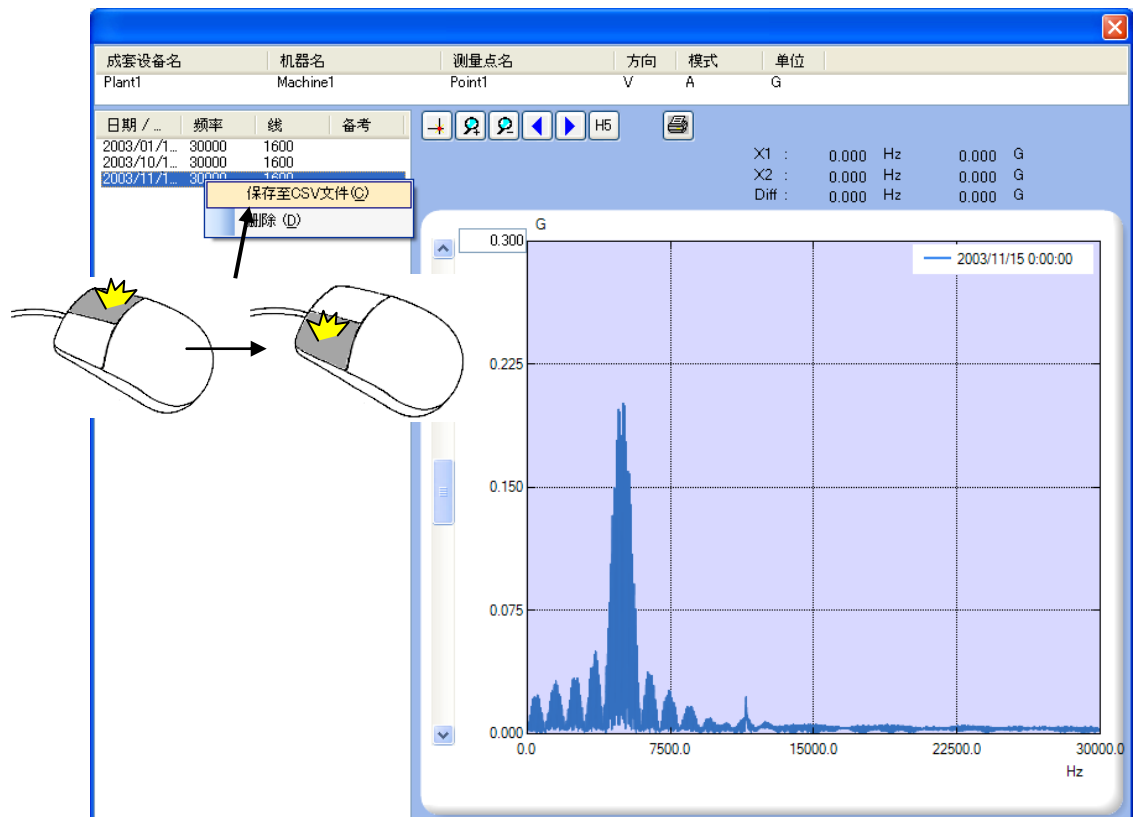 成套设备名 机器名 测量点名 方向 模式 单位
Plant1 Machine1 Point1 V A G
日期 / ... 频率 线 备考
2003/01/1... 30000 1600
2003/10/1... 30000 1600
2003/11/1... 30000 1600
保存至CSV文件(C)
删除 (D)
H5
X1 : 0.000 Hz 0.000 G
X2 : 0.000 Hz 0.000 G
Diff : 0.000 Hz 0.000 G
G
0.300
2003/11/15 0:00:00
0.225
0.150
0.075
0.000
0.0 7500.0 15000.0 22500.0 30000.0
Hz